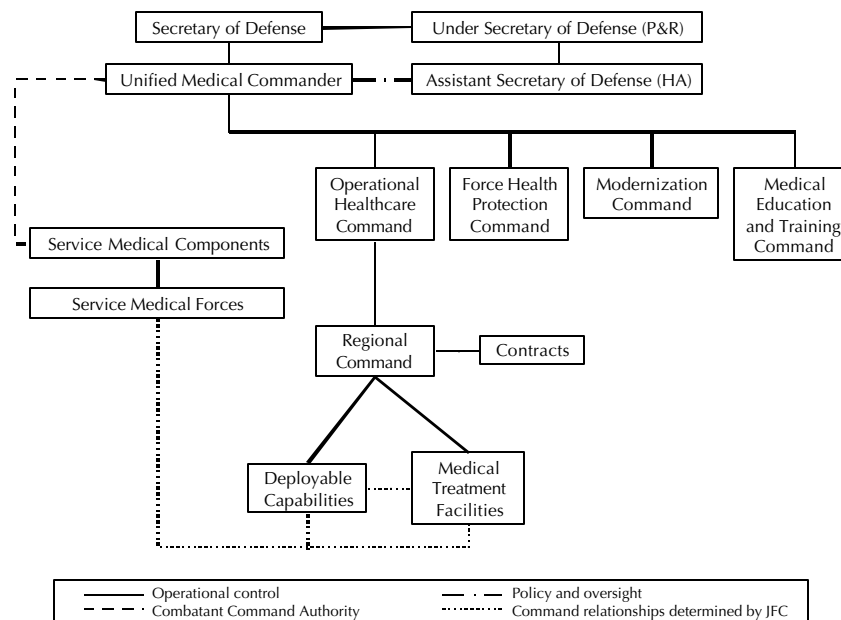 Secretary of Defense
Under Secretary of Defense (P&R)
Unified Medical Commander
Assistant Secretary of Defense (HA)
Operational
Healthcare
Command
Force Health
Protection
Command
Modernization
Command
Medical
Education
and Training
Command
Service Medical Components
Service Medical Forces
Regional
Command
Contracts
Deployable
Capabilities
Medical
Treatment
Facilities
Operational control
Policy and oversight
Combatant Command Authority
Command relationships determined by JFC